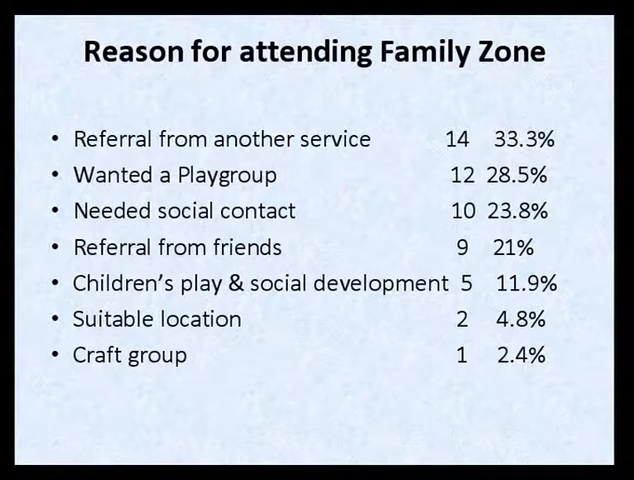 Reason for attending Family Zone
• Referral from another service 14 33.3%
• Wanted a Playgroup 12 28.5%
• Needed social contact 10 23.8%
• Referral from friends 9 21%
• Children's play & social development 5 11.9%
• Suitable location 2 4.8%
• Craft group 1 2.4%